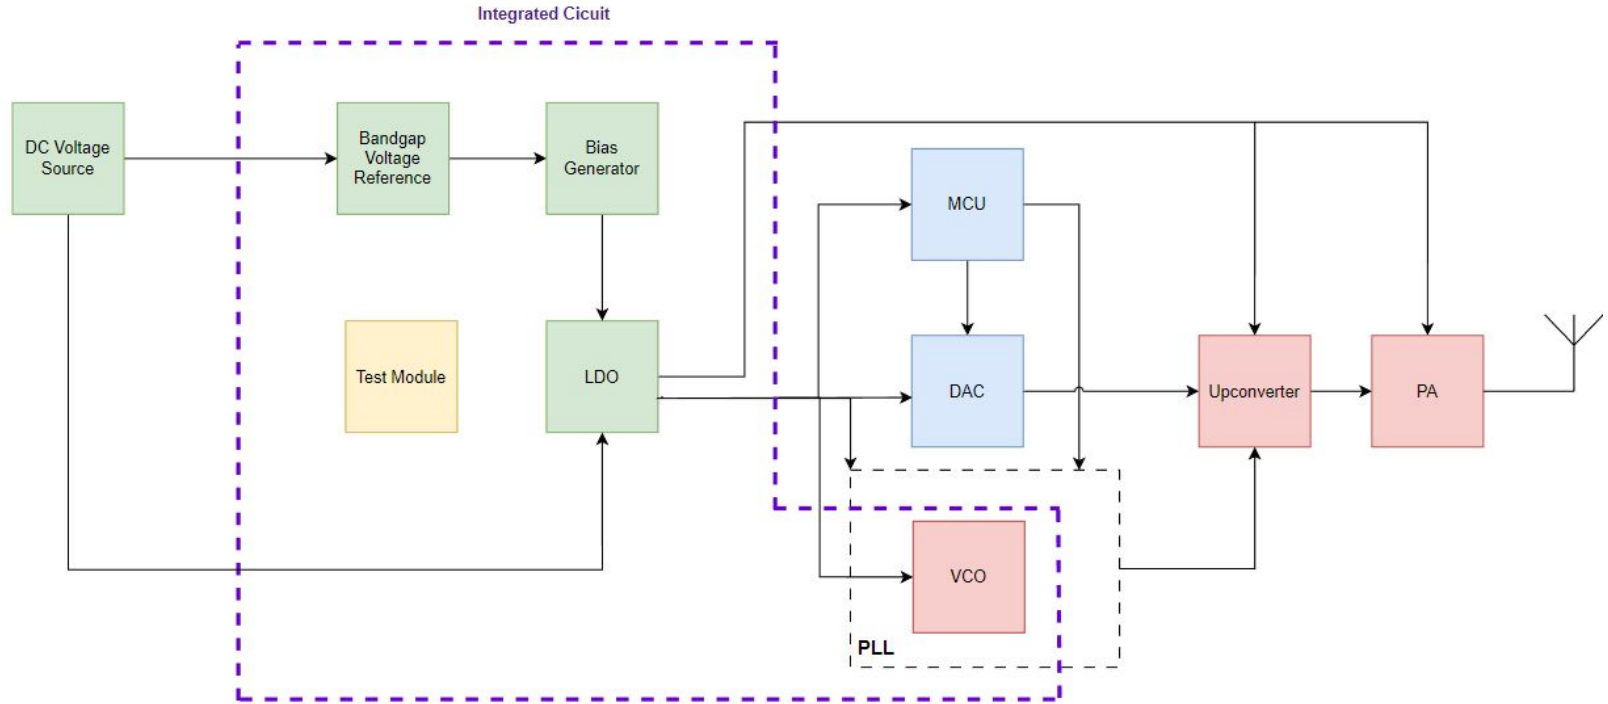 Integrated Cicuit
DC Voltage
Source
Bandgap
Voltage
Reference
Bias
Generator
MCU
Test Module
LDO
DAC
Upconverter
PA
VCO
PLL